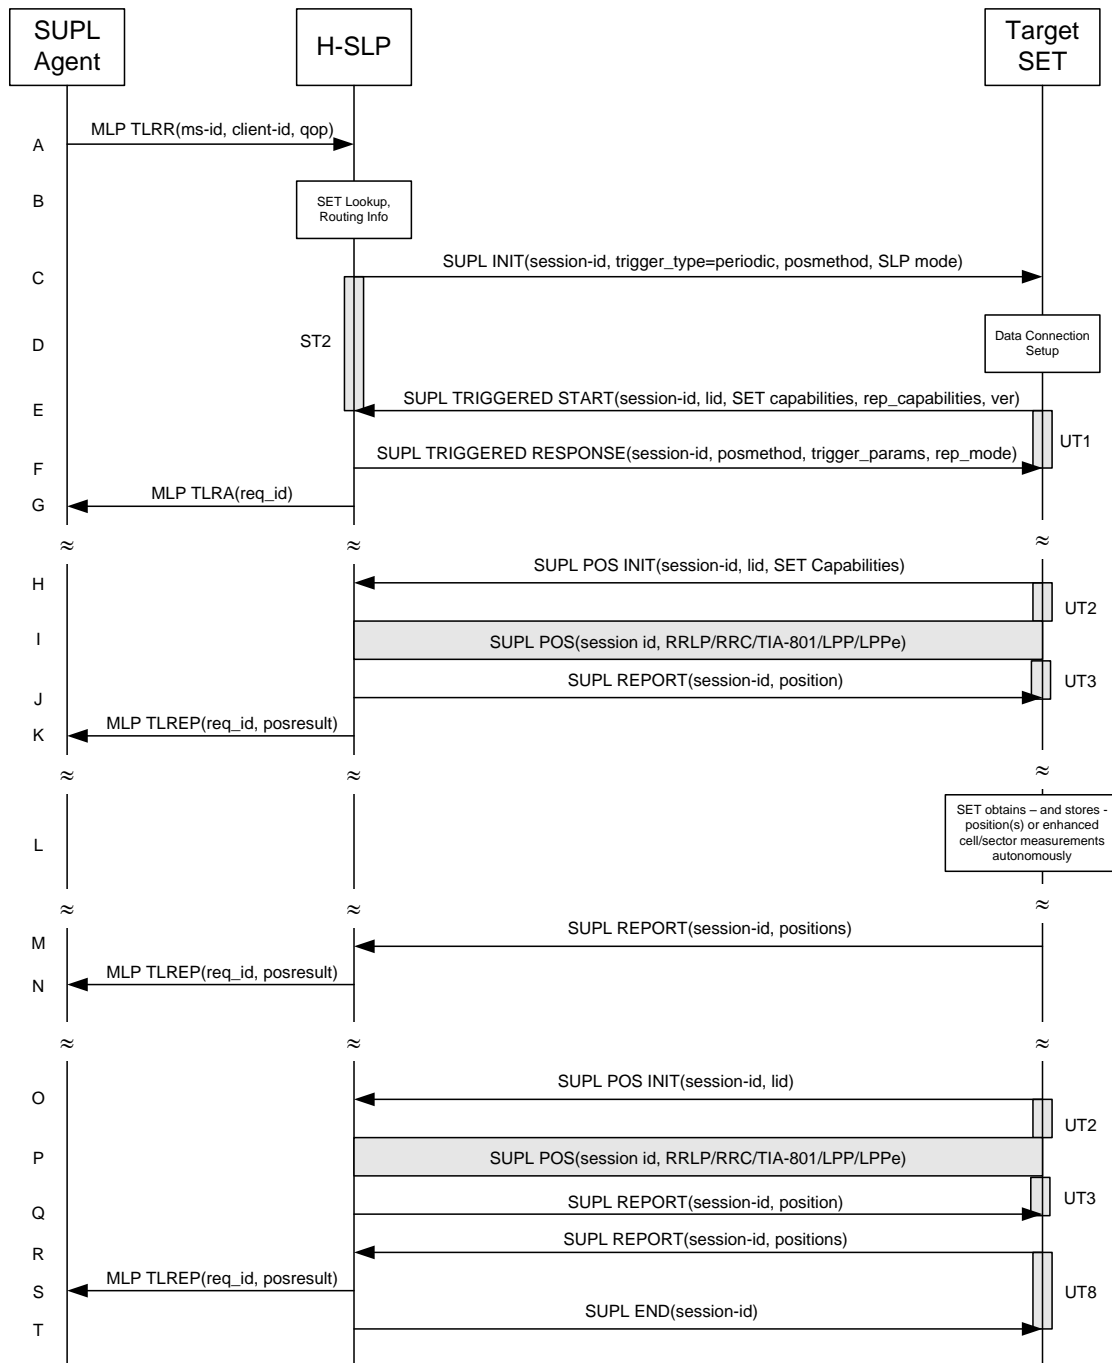 SUPL
Agent
H-SLP
Target
SET
A
MLP TLRR(ms-id, client-id, qop)
B
SET Lookup,
Routing Info
C
SUPL INIT(session-id, trigger_type=periodic, posmethod, SLP mode)
D
ST2
Data Connection
Setup
E
SUPL TRIGGERED START(session-id, lid, SET capabilities, rep_capabilities, ver)
UT1
F
SUPL TRIGGERED RESPONSE(session-id, posmethod, trigger_params, rep_mode)
G
MLP TLRA(req_id)
≈ ≈ ≈
H
SUPL POS INIT(session-id, lid, SET Capabilities)
UT2
I
SUPL POS(session id, RRLP/RRC/TIA-801/LPP/LPPe)
J
SUPL REPORT(session-id, position)
UT3
K
MLP TLREP(req_id, posresult)
≈ ≈ ≈
L
SET obtains – and stores -
position(s) or enhanced
cell/sector measurements
autonomously
≈ ≈ ≈
M
SUPL REPORT(session-id, positions)
N
MLP TLREP(req_id, posresult)
≈ ≈ ≈
O
SUPL POS INIT(session-id, lid)
UT2
P
SUPL POS(session id, RRLP/RRC/TIA-801/LPP/LPPe)
Q
SUPL REPORT(session-id, position)
UT3
R
SUPL REPORT(session-id, positions)
S
MLP TLREP(req_id, posresult)
UT8
T
SUPL END(session-id)